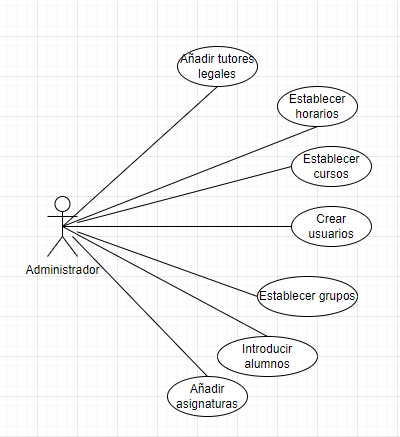 Añadir tutores
legales
Establecer
horarios
Establecer
cursos
Crear
usuarios
Administrador
Establecer grupos
Introducir
alumnos
Añadir
asignaturas